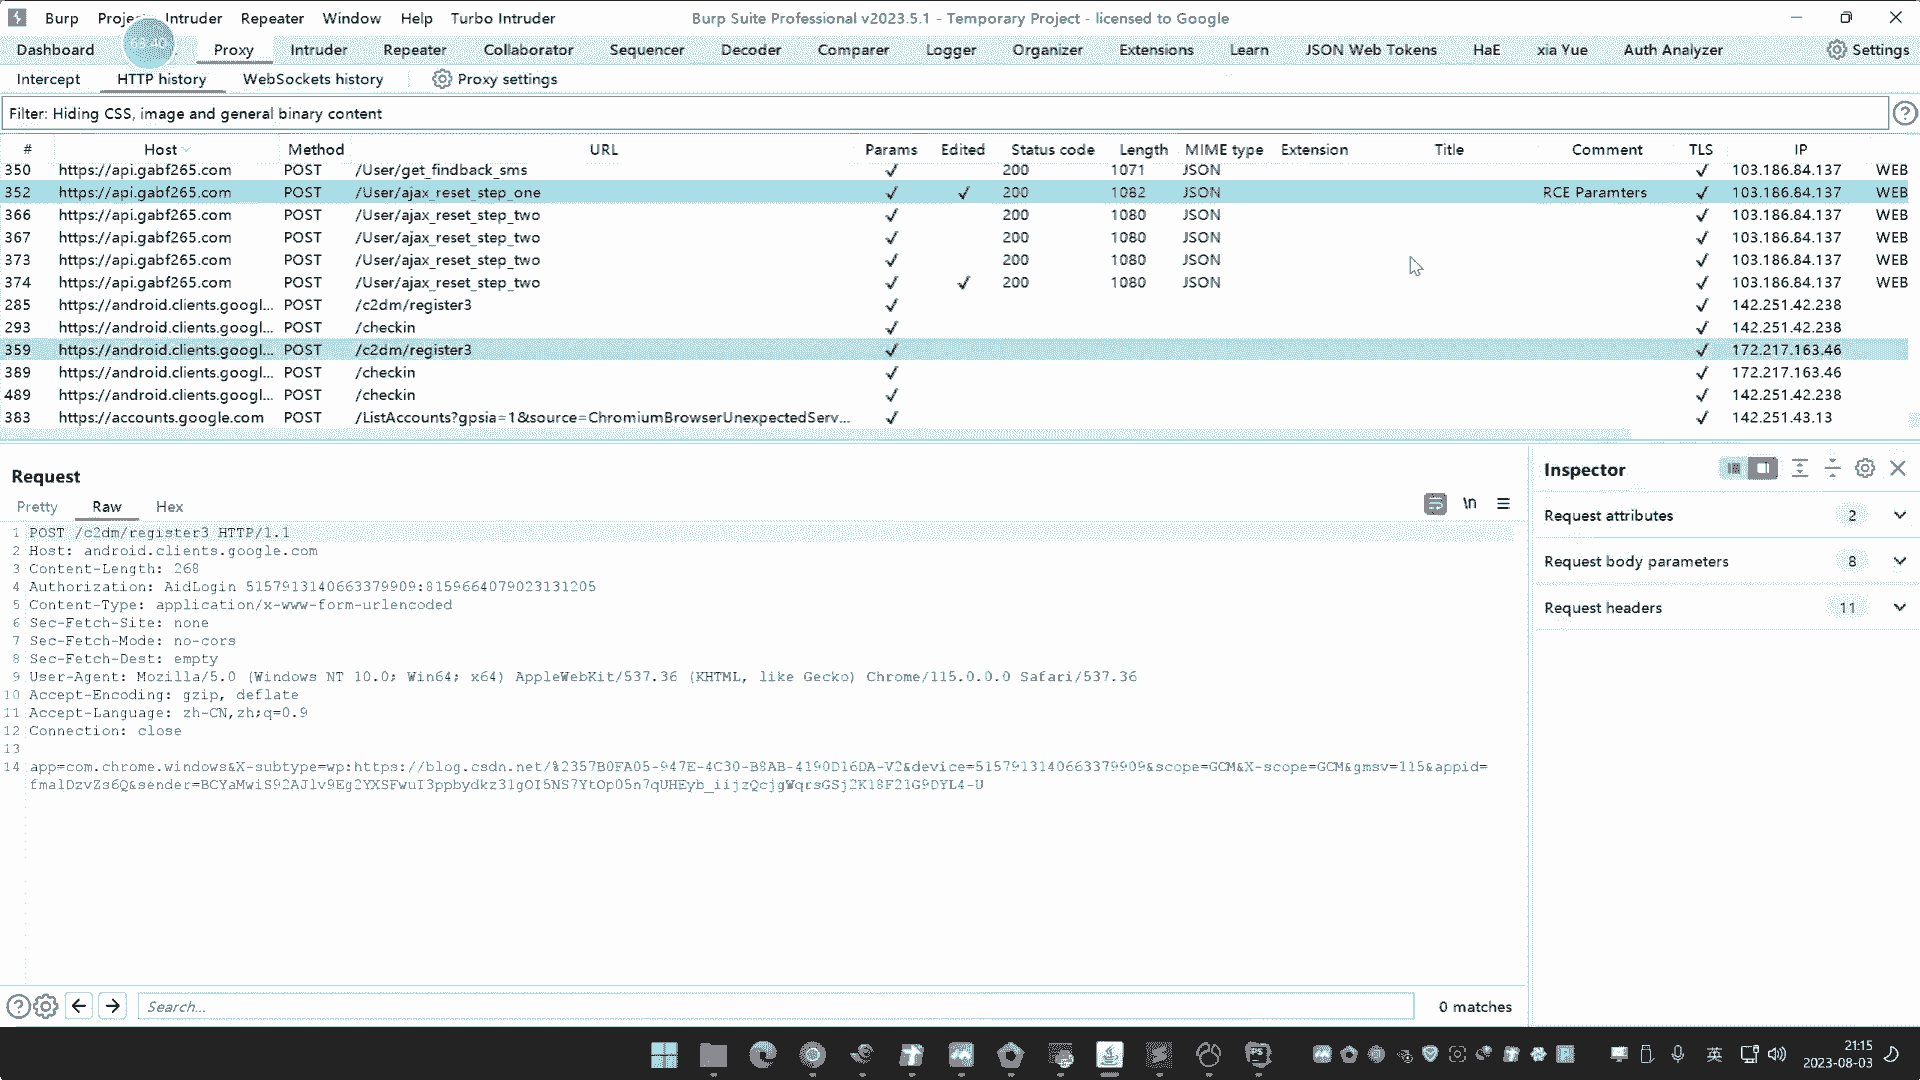 Burp Project Intruder Repeater Window Help Turbo Intruder Burp Suite Professional v2023.5.1 - Temporary Project - licensed to Google
Dashboard Proxy Intruder Repeater Collaborator Sequencer Decoder Comparer Logger Organizer Extensions Learn JSON Web Tokens HaE xia Yue Auth Analyzer Settings
Intercept HTTP history WebSockets history Proxy settings
Filter: Hiding CSS, image and general binary content
# Host Method URL Params Edited Status code Length MIME type Extension Title Comment TLS IP
350 https://api.gabf265.com POST /User/get_findback_sms ✓ 200 1071 JSON ✓ 103.186.84.137 WEB
352 https://api.gabf265.com POST /User/ajax_reset_step_one ✓ ✓ 200 1082 JSON RCE Paramters ✓ 103.186.84.137 WEB
366 https://api.gabf265.com POST /User/ajax_reset_step_two ✓ 200 1080 JSON ✓ 103.186.84.137 WEB
367 https://api.gabf265.com POST /User/ajax_reset_step_two ✓ 200 1080 JSON ✓ 103.186.84.137 WEB
373 https://api.gabf265.com POST /User/ajax_reset_step_two ✓ 200 1080 JSON ✓ 103.186.84.137 WEB
374 https://api.gabf265.com POST /User/ajax_reset_step_two ✓ ✓ 200 1080 JSON ✓ 103.186.84.137 WEB
285 https://android.clients.googl... POST /c2dm/register3 ✓ ✓ 142.251.42.238
293 https://android.clients.googl... POST /checkin ✓ ✓ 142.251.42.238
359 https://android.clients.googl... POST /c2dm/register3 ✓ ✓ 172.217.163.46
389 https://android.clients.googl... POST /checkin ✓ ✓ 172.217.163.46
489 https://android.clients.googl... POST /checkin ✓ ✓ 142.251.42.238
383 https://accounts.google.com POST /ListAccounts?gpsia=1&source=ChromiumBrowserUnexpectedServ... ✓ ✓ 142.251.43.13
Request
Pretty Raw Hex \n
1 POST /c2dm/register3 HTTP/1.1
2 Host: android.clients.google.com
3 Content-Length: 268
4 Authorization: AidLogin 5157913140663379909:8159664079023131205
5 Content-Type: application/x-www-form-urlencoded
6 Sec-Fetch-Site: none
7 Sec-Fetch-Mode: no-cors
8 Sec-Fetch-Dest: empty
9 User-Agent: Mozilla/5.0 (Windows NT 10.0; Win64; x64) AppleWebKit/537.36 (KHTML, like Gecko) Chrome/115.0.0.0 Safari/537.36
10 Accept-Encoding: gzip, deflate
11 Accept-Language: zh-CN,zh;q=0.9
12 Connection: close
13
14 app=com.chrome.windows&X-subtype=wp:https://blog.csdn.net/%2357B0FA05-947E-4C30-B8AB-4190D16DA-V2&device=5157913140663379909&scope=GCM&X-scope=GCM&gmsv=115&appid=
fmalDzvZs6Q&sender=BCYaMwiS92AJlv9Eg2YXSFwuI3ppbydkz31gOI5NS7YtOp05n7qUHEyb_iijzQcjgWqrsGSj2K18F21G9DYL4-U
Inspector
Request attributes 2
Request body parameters 8
Request headers 11
Search... 0 matches
英 21:15
2023-08-03